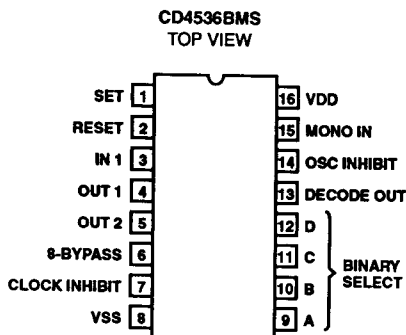 CD4536BMS
TOP VIEW
SET 1
RESET 2
IN 1 3
OUT 1 4
OUT 2 5
8-BYPASS 6
CLOCK INHIBIT 7
VSS 8
16 VDD
15 MONO IN
14 OSC INHIBIT
13 DECODE OUT
12 D
11 C
10 B
9 A
BINARY
SELECT